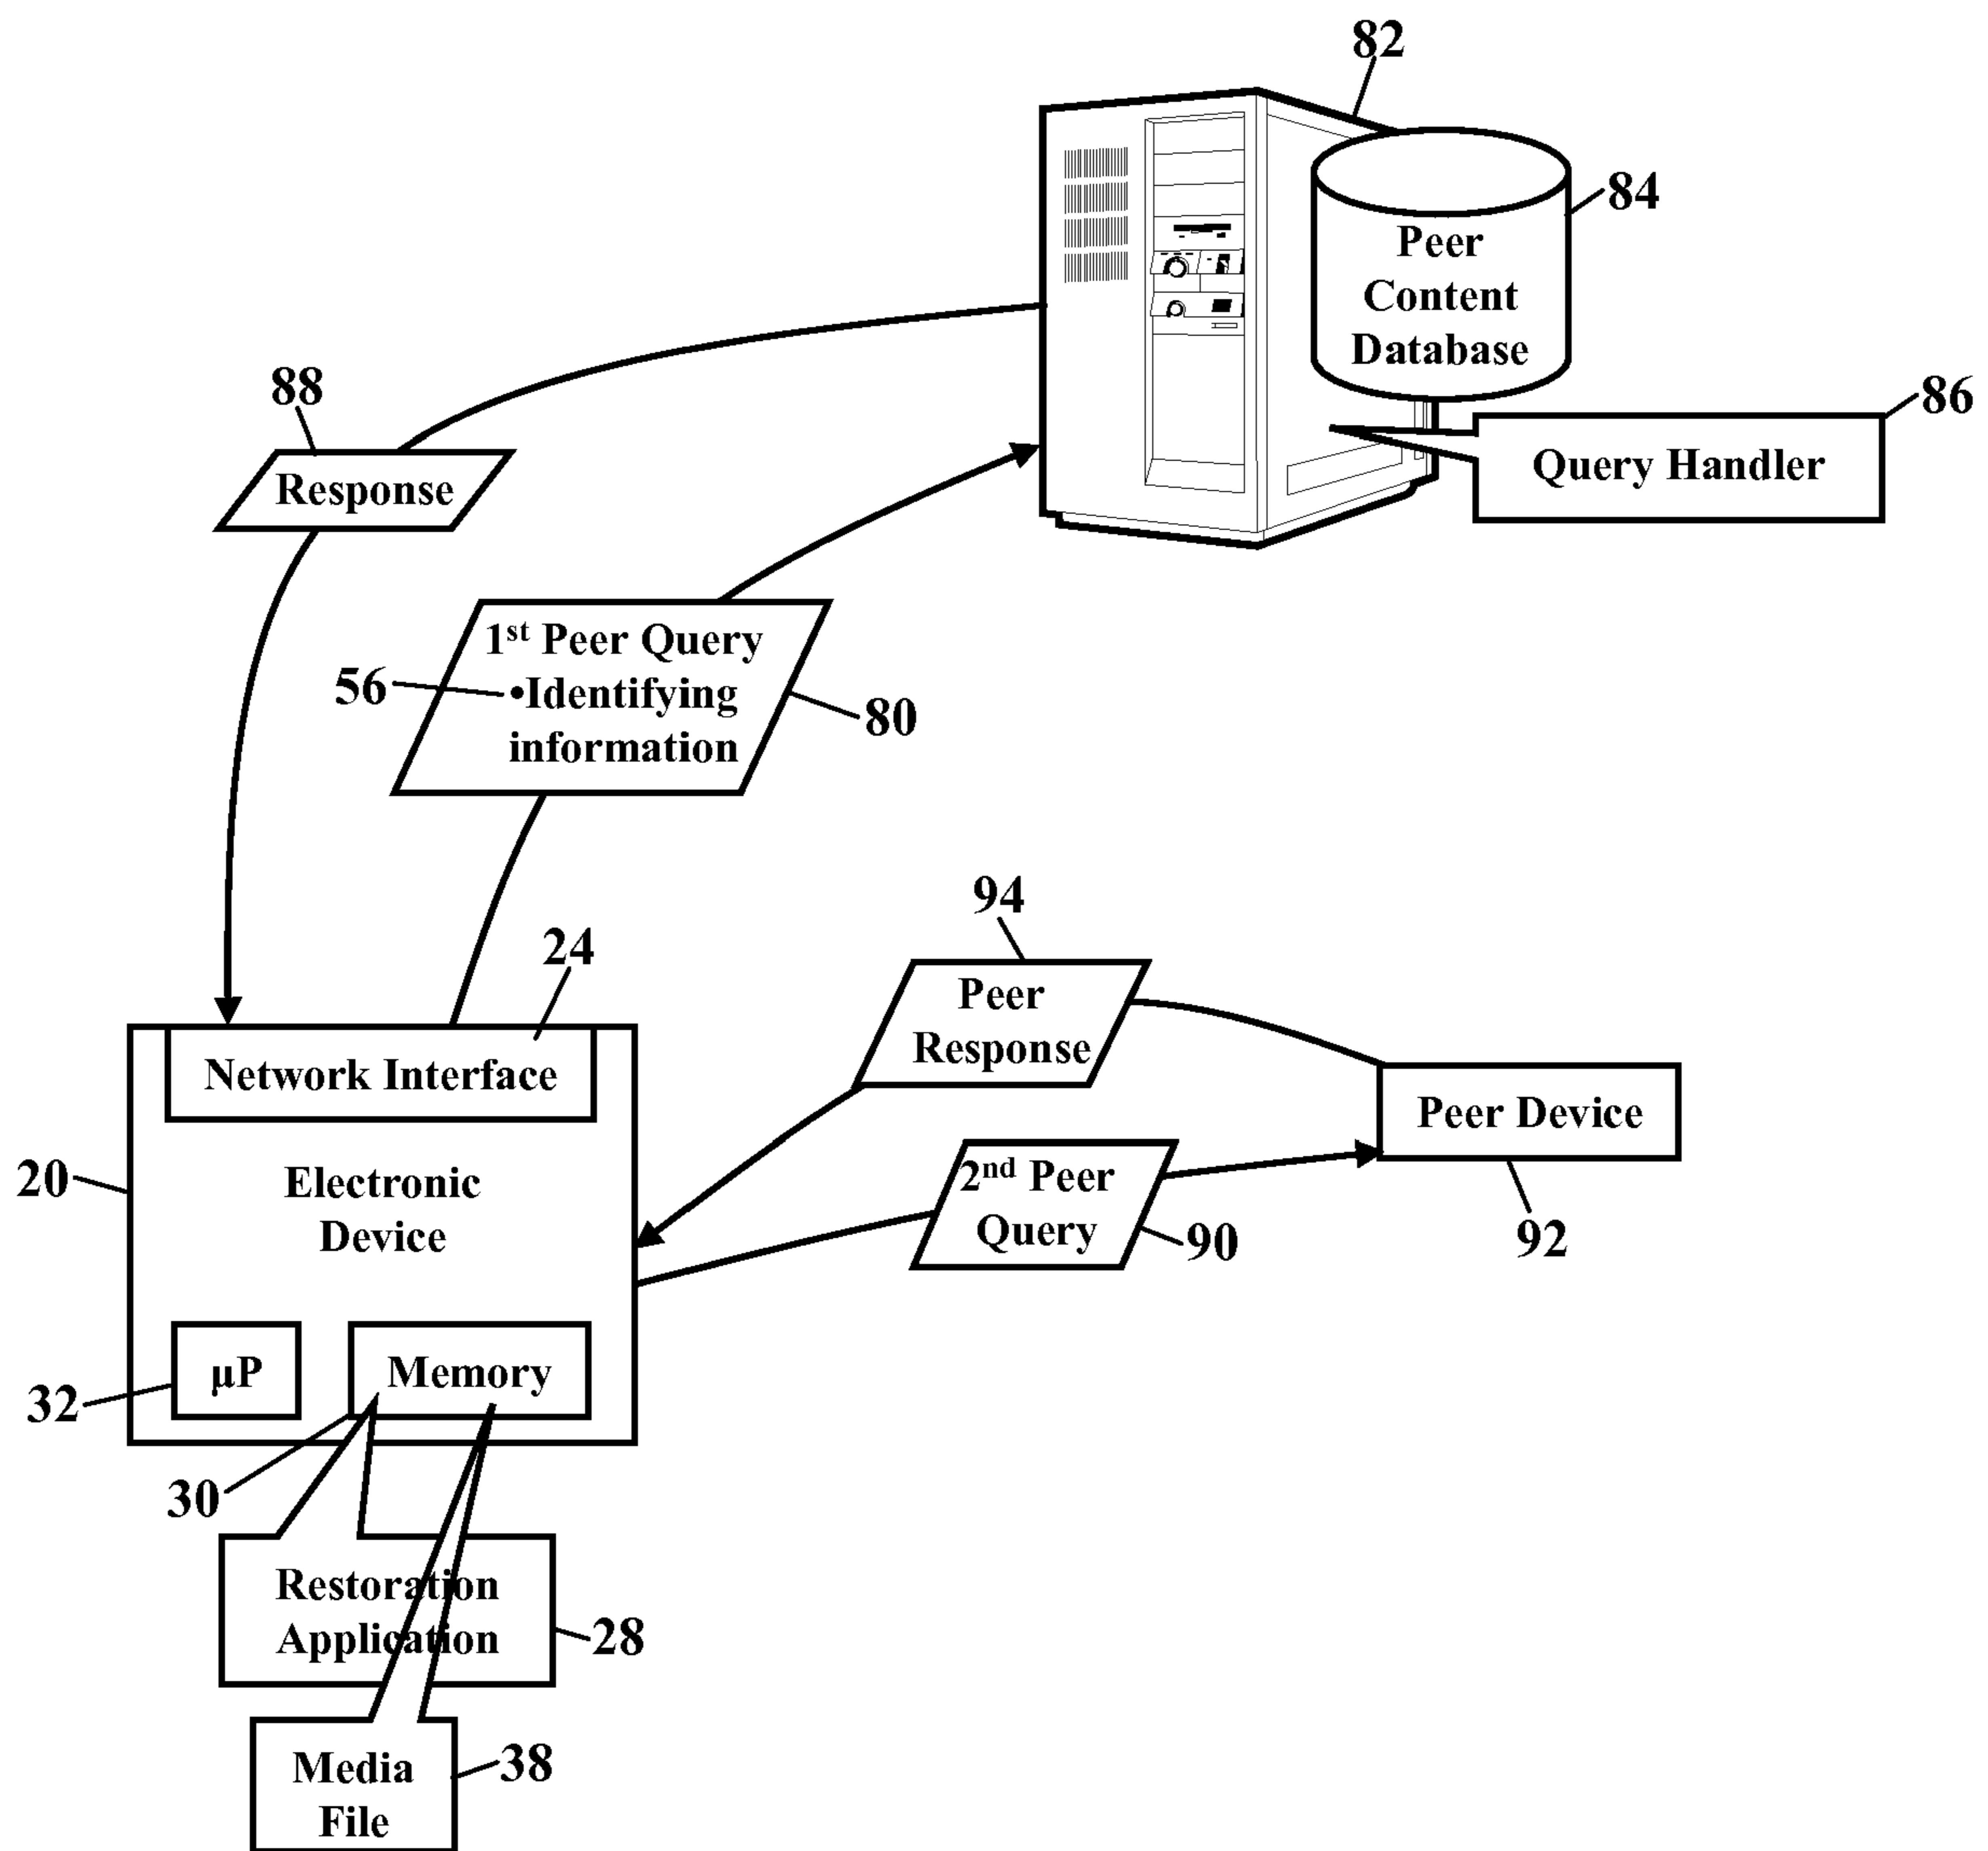 82
84
Peer
Content
Database
86
Query Handler
88
Response
1st Peer Query
56
•Identifying
information
80
94
24
Peer
Response
Network Interface
Peer Device
20
Electronic
Device
2nd Peer
Query
90
92
µP
Memory
32
30
Restoration
Application
28
Media
File
38